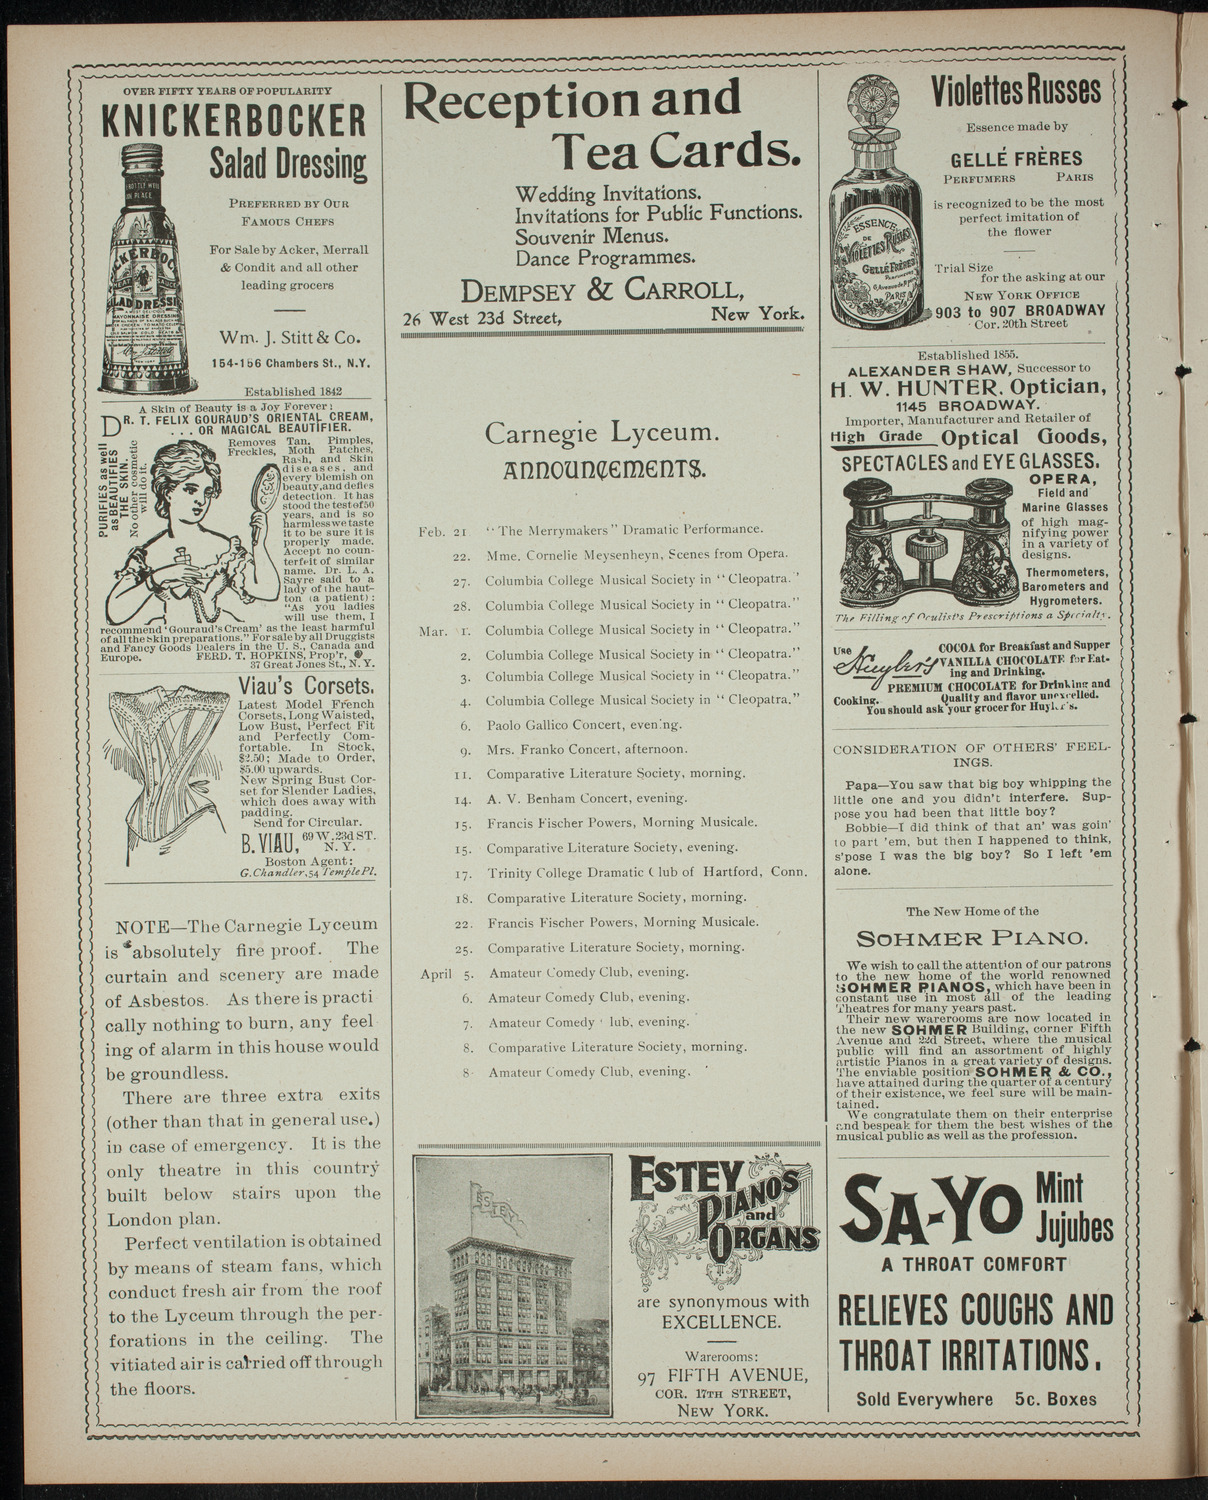 OVER FIFTY YEARS OF POPULARITY
KNICKERBOCKER
Salad Dressing
PREFERRED BY OUR
FAMOUS CHEFS
For Sale by Acker, Merrall
& Condit and all other
leading grocers
Wm. J. Stitt & Co.
154-156 Chambers St., N.Y.
Established 1842
A Skin of Beauty is a Joy Forever:
DR. T. FELIX GOURAUD'S ORIENTAL CREAM,
. . . OR MAGICAL BEAUTIFIER.
PURIFIES as well
as BEAUTIFIES
THE SKIN.
No other cosmetic
will do it.
Removes Tan, Pimples,
Freckles, Moth Patches,
Rash, and Skin
diseases, and
every blemish on
beauty, and defies
detection. It has
stood the test of 50
years, and is so
harmless we taste
it to be sure it is
properly made.
Accept no coun-
terfeit of similar
name. Dr. L. A.
Sayre said to a
lady of the haut-
ton (a patient):
"As you ladies
will use them, I
recommend 'Gouraud's Cream' as the least harmful
of all the Skin preparations." For sale by all Druggists
and Fancy Goods Dealers in the U. S., Canada and
Europe. FERD. T. HOPKINS, Prop'r,
37 Great Jones St., N. Y.
Viau's Corsets.
Latest Model French
Corsets, Long Waisted,
Low Bust, Perfect Fit
and Perfectly Com-
fortable. In Stock,
$2.50; Made to Order,
$5.00 upwards.
New Spring Bust Cor-
set for Slender Ladies,
which does away with
padding.
Send for Circular.
B. VIAU, 69 W. 23d ST.
N. Y.
Boston Agent:
G. Chandler, 54 Temple Pl.
NOTE—The Carnegie Lyceum
is absolutely fire proof. The
curtain and scenery are made
of Asbestos. As there is practi
cally nothing to burn, any feel
ing of alarm in this house would
be groundless.
There are three extra exits
(other than that in general use.)
in case of emergency. It is the
only theatre in this country
built below stairs upon the
London plan.
Perfect ventilation is obtained
by means of steam fans, which
conduct fresh air from the roof
to the Lyceum through the per-
forations in the ceiling. The
vitiated air is carried off through
the floors.
Reception and
Tea Cards.
Wedding Invitations.
Invitations for Public Functions.
Souvenir Menus.
Dance Programmes.
DEMPSEY & CARROLL,
26 West 23d Street, New York.
Carnegie Lyceum.
ANNOUNCEMENTS.
Feb. 21 "The Merrymakers" Dramatic Performance.
22. Mme. Cornelie Meysenheyn, Scenes from Opera.
27. Columbia College Musical Society in "Cleopatra.'
28. Columbia College Musical Society in "Cleopatra."
Mar. 1. Columbia College Musical Society in "Cleopatra."
2. Columbia College Musical Society in "Cleopatra."
3. Columbia College Musical Society in "Cleopatra."
4. Columbia College Musical Society in "Cleopatra."
6. Paolo Gallico Concert, evening.
9. Mrs. Franko Concert, afternoon.
11. Comparative Literature Society, morning.
14. A. V. Benham Concert, evening.
15. Francis Fischer Powers, Morning Musicale.
15. Comparative Literature Society, evening.
17. Trinity College Dramatic Club of Hartford, Conn.
18. Comparative Literature Society, morning.
22. Francis Fischer Powers, Morning Musicale.
25. Comparative Literature Society, morning.
April 5. Amateur Comedy Club, evening.
6. Amateur Comedy Club, evening.
7. Amateur Comedy lub, evening.
8. Comparative Literature Society, morning.
8. Amateur Comedy Club, evening.
ESTEY
ESTEY
PIANOS
and
ORGANS
are synonymous with
EXCELLENCE.
Warerooms:
97 FIFTH AVENUE,
COR. 17TH STREET,
NEW YORK.
Violettes Russes
Essence made by
GELLÉ FRÈRES
PERFUMERS PARIS
is recognized to be the most
perfect imitation of
the flower
Trial Size
for the asking at our
NEW YORK OFFICE
903 to 907 BROADWAY
Cor. 20th Street
ESSENCE
DE
VIOLETTES RUSSES
GELLÉ FRÈRES
PARIS
Established 1855.
ALEXANDER SHAW, Successor to
H. W. HUNTER, Optician,
1145 BROADWAY.
Importer, Manufacturer and Retailer of
High Grade Optical Goods,
SPECTACLES and EYE GLASSES.
OPERA,
Field and
Marine Glasses
of high mag-
nifying power
in a variety of
designs.
Thermometers,
Barometers and
Hygrometers.
The Filling of Oculist's Prescriptions a Specialty.
Use Huyler's COCOA for Breakfast and Supper
VANILLA CHOCOLATE for Eat-
ing and Drinking.
PREMIUM CHOCOLATE for Drinking and
Cooking. Quality and flavor unexcelled.
You should ask your grocer for Huyler's.
CONSIDERATION OF OTHERS' FEEL-
INGS.
Papa—You saw that big boy whipping the
little one and you didn't interfere. Sup-
pose you had been that little boy?
Bobbie—I did think of that an' was goin'
to part 'em, but then I happened to think,
s'pose I was the big boy? So I left 'em
alone.
The New Home of the
SOHMER PIANO.
We wish to call the attention of our patrons
to the new home of the world renowned
SOHMER PIANOS, which have been in
constant use in most all of the leading
Theatres for many years past.
Their new warerooms are now located in
the new SOHMER Building, corner Fifth
Avenue and 22d Street, where the musical
public will find an assortment of highly
artistic Pianos in a great variety of designs.
The enviable position SOHMER & CO.,
have attained during the quarter of a century
of their existence, we feel sure will be main-
tained.
We congratulate them on their enterprise
and bespeak for them the best wishes of the
musical public as well as the profession.
SA-YO Mint
Jujubes
A THROAT COMFORT
RELIEVES COUGHS AND
THROAT IRRITATIONS.
Sold Everywhere 5c. Boxes